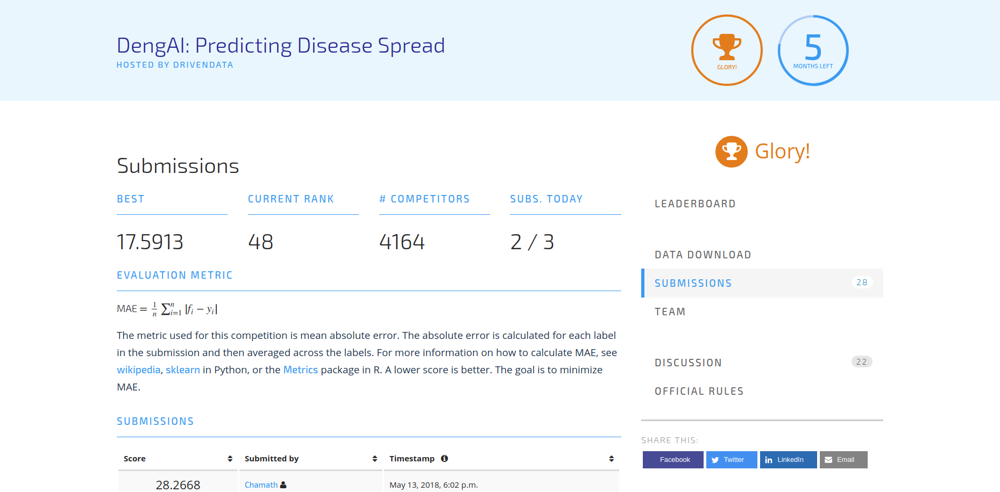 DengAI: Predicting Disease Spread
HOSTED BY DRIVENDATA
GLORY!
5
MONTHS LEFT
Glory!
Submissions
BEST
CURRENT RANK
# COMPETITORS
SUBS. TODAY
17.5913
48
4164
2 / 3
EVALUATION METRIC
MAE = 1/n ∑ⁿᵢ₌₁ |fᵢ − yᵢ|
The metric used for this competition is mean absolute error. The absolute error is calculated for each label
in the submission and then averaged across the labels. For more information on how to calculate MAE, see
wikipedia, sklearn in Python, or the Metrics package in R. A lower score is better. The goal is to minimize
MAE.
SUBMISSIONS
Score
Submitted by
Timestamp
28.2668
Chamath
May 13, 2018, 6:02 p.m.
LEADERBOARD
DATA DOWNLOAD
SUBMISSIONS 28
TEAM
DISCUSSION 22
OFFICIAL RULES
SHARE THIS:
Facebook
Twitter
LinkedIn
Email